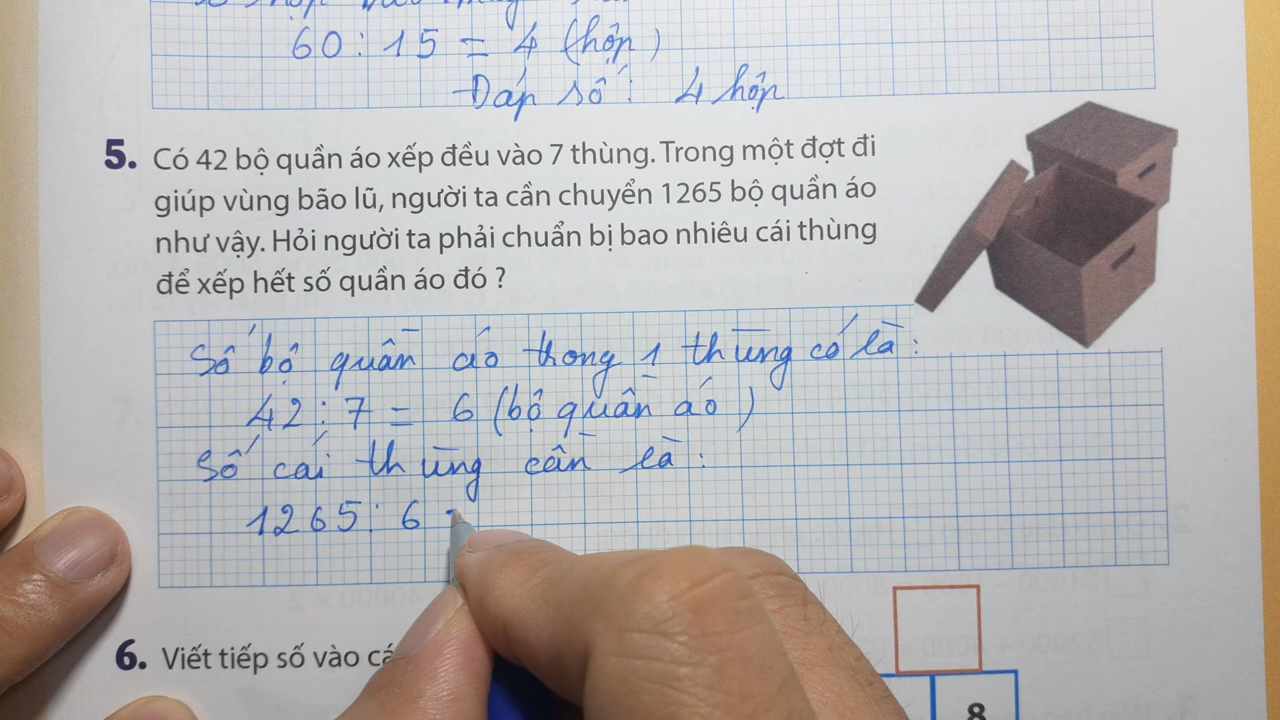 60 : 15 = 4 (hộp)
Đáp số : 4 hộp
5. Có 42 bộ quần áo xếp đều vào 7 thùng. Trong một đợt đi
giúp vùng bão lũ, người ta cần chuyển 1265 bộ quần áo
như vậy. Hỏi người ta phải chuẩn bị bao nhiêu cái thùng
để xếp hết số quần áo đó ?
Số bộ quần áo trong 1 thùng có là :
42 : 7 = 6 (bộ quần áo)
Số cái thùng cần là :
1265 : 6
6. Viết tiếp số vào
8